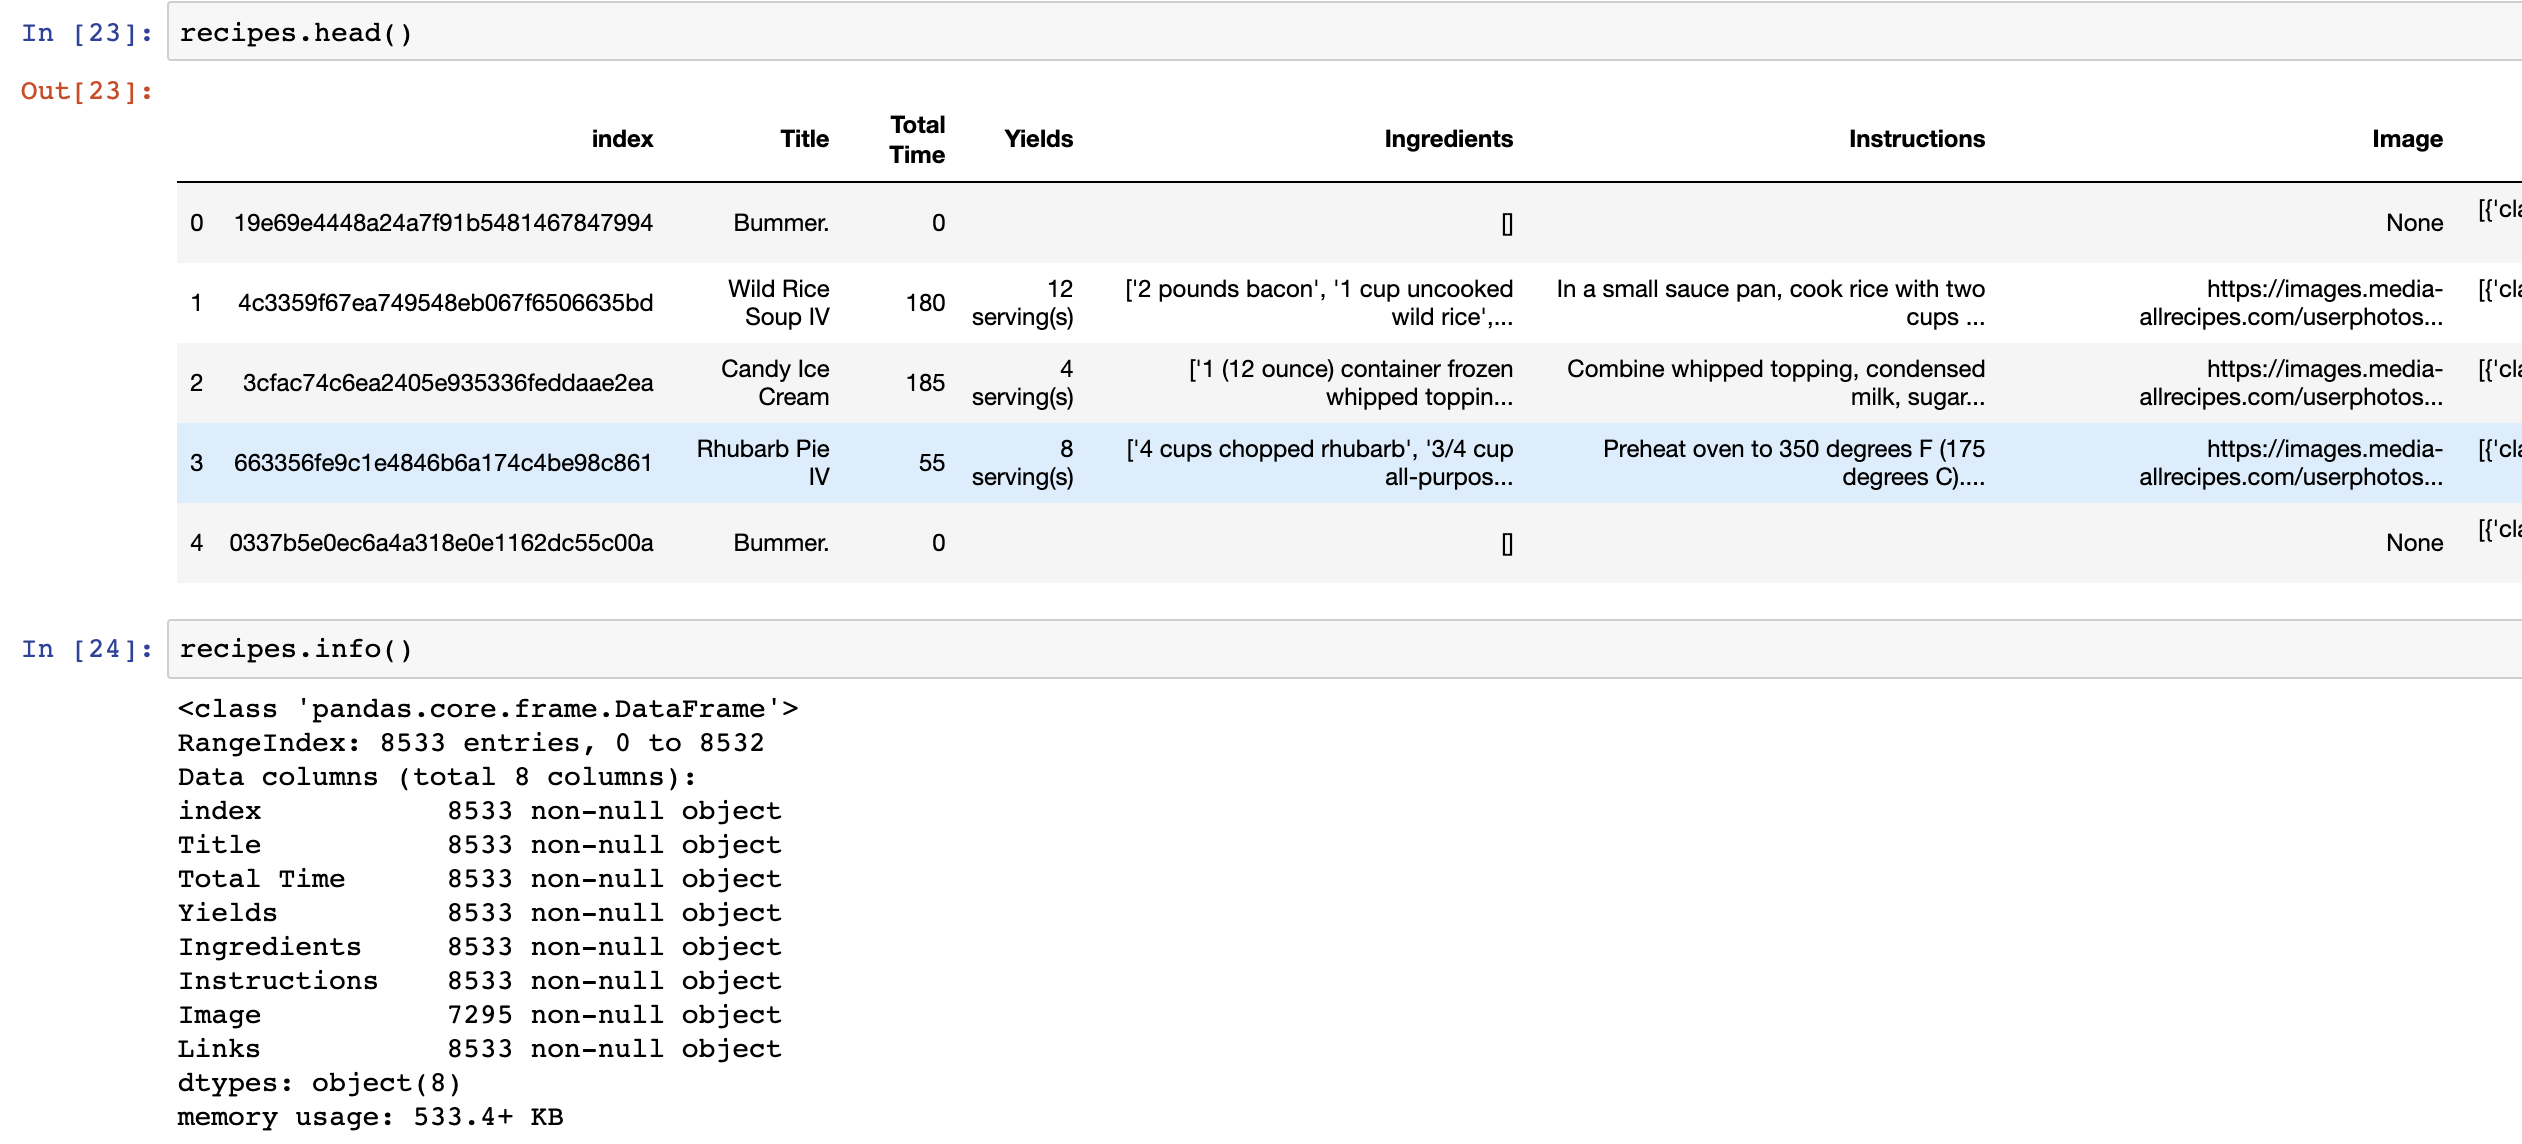 In [23]: recipes.head()
Out[23]:
index Title Total Time Yields Ingredients Instructions Image
0 19e69e4448a24a7f91b5481467847994 Bummer. 0 [] None [{'cla
1 4c3359f67ea749548eb067f6506635bd Wild Rice Soup IV 180 12 serving(s) ['2 pounds bacon', '1 cup uncooked wild rice',... In a small sauce pan, cook rice with two cups ... https://images.media-allrecipes.com/userphotos... [{'cla
2 3cfac74c6ea2405e935336feddaae2ea Candy Ice Cream 185 4 serving(s) ['1 (12 ounce) container frozen whipped toppin... Combine whipped topping, condensed milk, sugar... https://images.media-allrecipes.com/userphotos... [{'cla
3 663356fe9c1e4846b6a174c4be98c861 Rhubarb Pie IV 55 8 serving(s) ['4 cups chopped rhubarb', '3/4 cup all-purpos... Preheat oven to 350 degrees F (175 degrees C).... https://images.media-allrecipes.com/userphotos... [{'cla
4 0337b5e0ec6a4a318e0e1162dc55c00a Bummer. 0 [] None [{'cla
In [24]: recipes.info()
<class 'pandas.core.frame.DataFrame'>
RangeIndex: 8533 entries, 0 to 8532
Data columns (total 8 columns):
index 8533 non-null object
Title 8533 non-null object
Total Time 8533 non-null object
Yields 8533 non-null object
Ingredients 8533 non-null object
Instructions 8533 non-null object
Image 7295 non-null object
Links 8533 non-null object
dtypes: object(8)
memory usage: 533.4+ KB